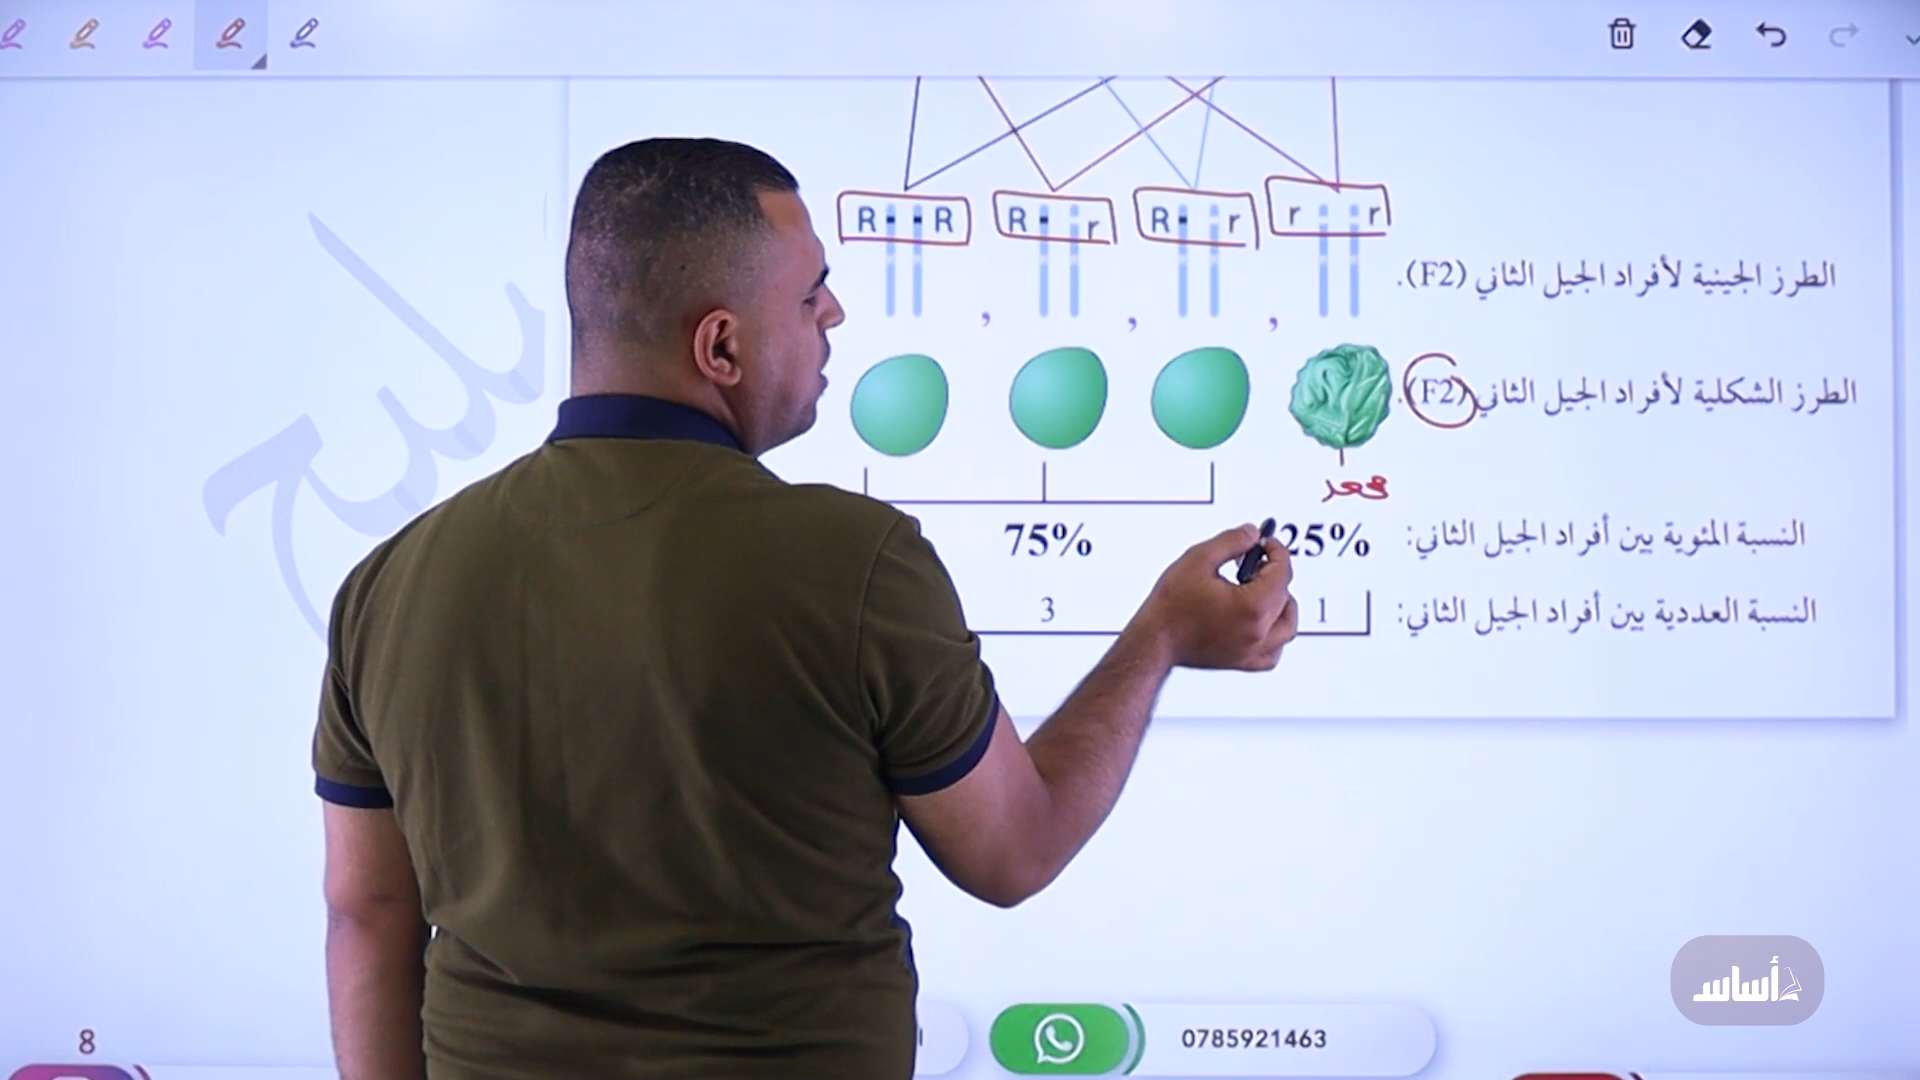 R R R r R r r r
الطرز الجينية لأفراد الجيل الثاني (F2).
الطرز الشكلية لأفراد الجيل الثاني (F2).
مجعد
النسبة المئوية بين أفراد الجيل الثاني: 25% 75%
النسبة العددية بين أفراد الجيل الثاني: 1 3
أساس
8
0785921463